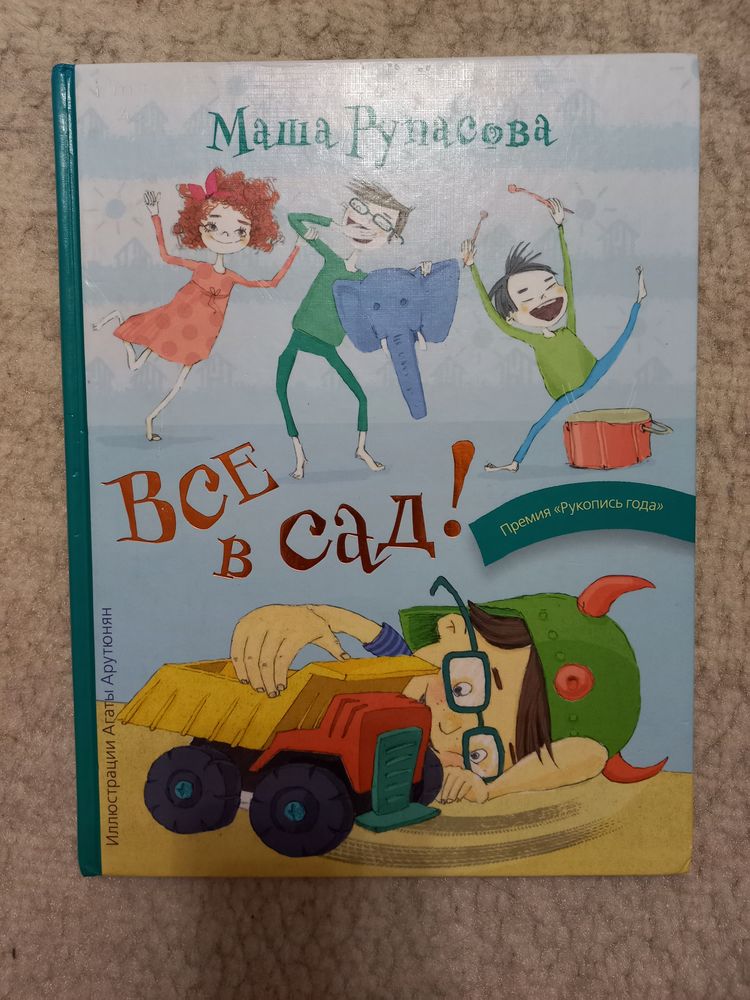 Маша Рупасова
Все
в сад!
Премия «Рукопись года»
Иллюстрации Агаты Арутюнян